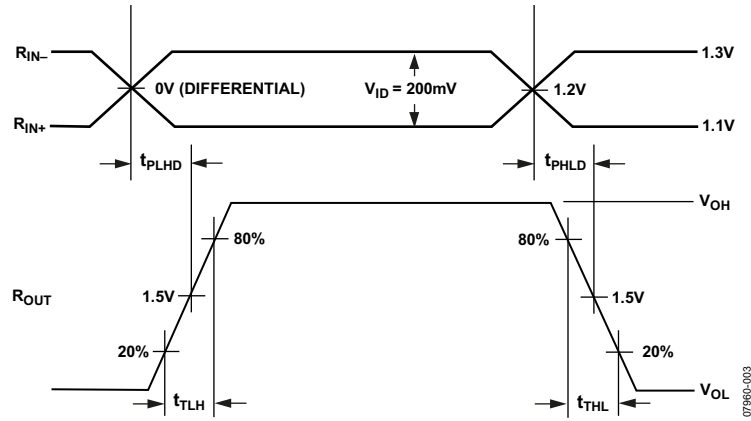 R_IN–
1.3V
0V (DIFFERENTIAL)
V_ID = 200mV
1.2V
R_IN+
1.1V
t_PLHD
t_PHLD
V_OH
80%
80%
R_OUT
1.5V
1.5V
20%
20%
t_TLH
t_THL
V_OL
07960-003